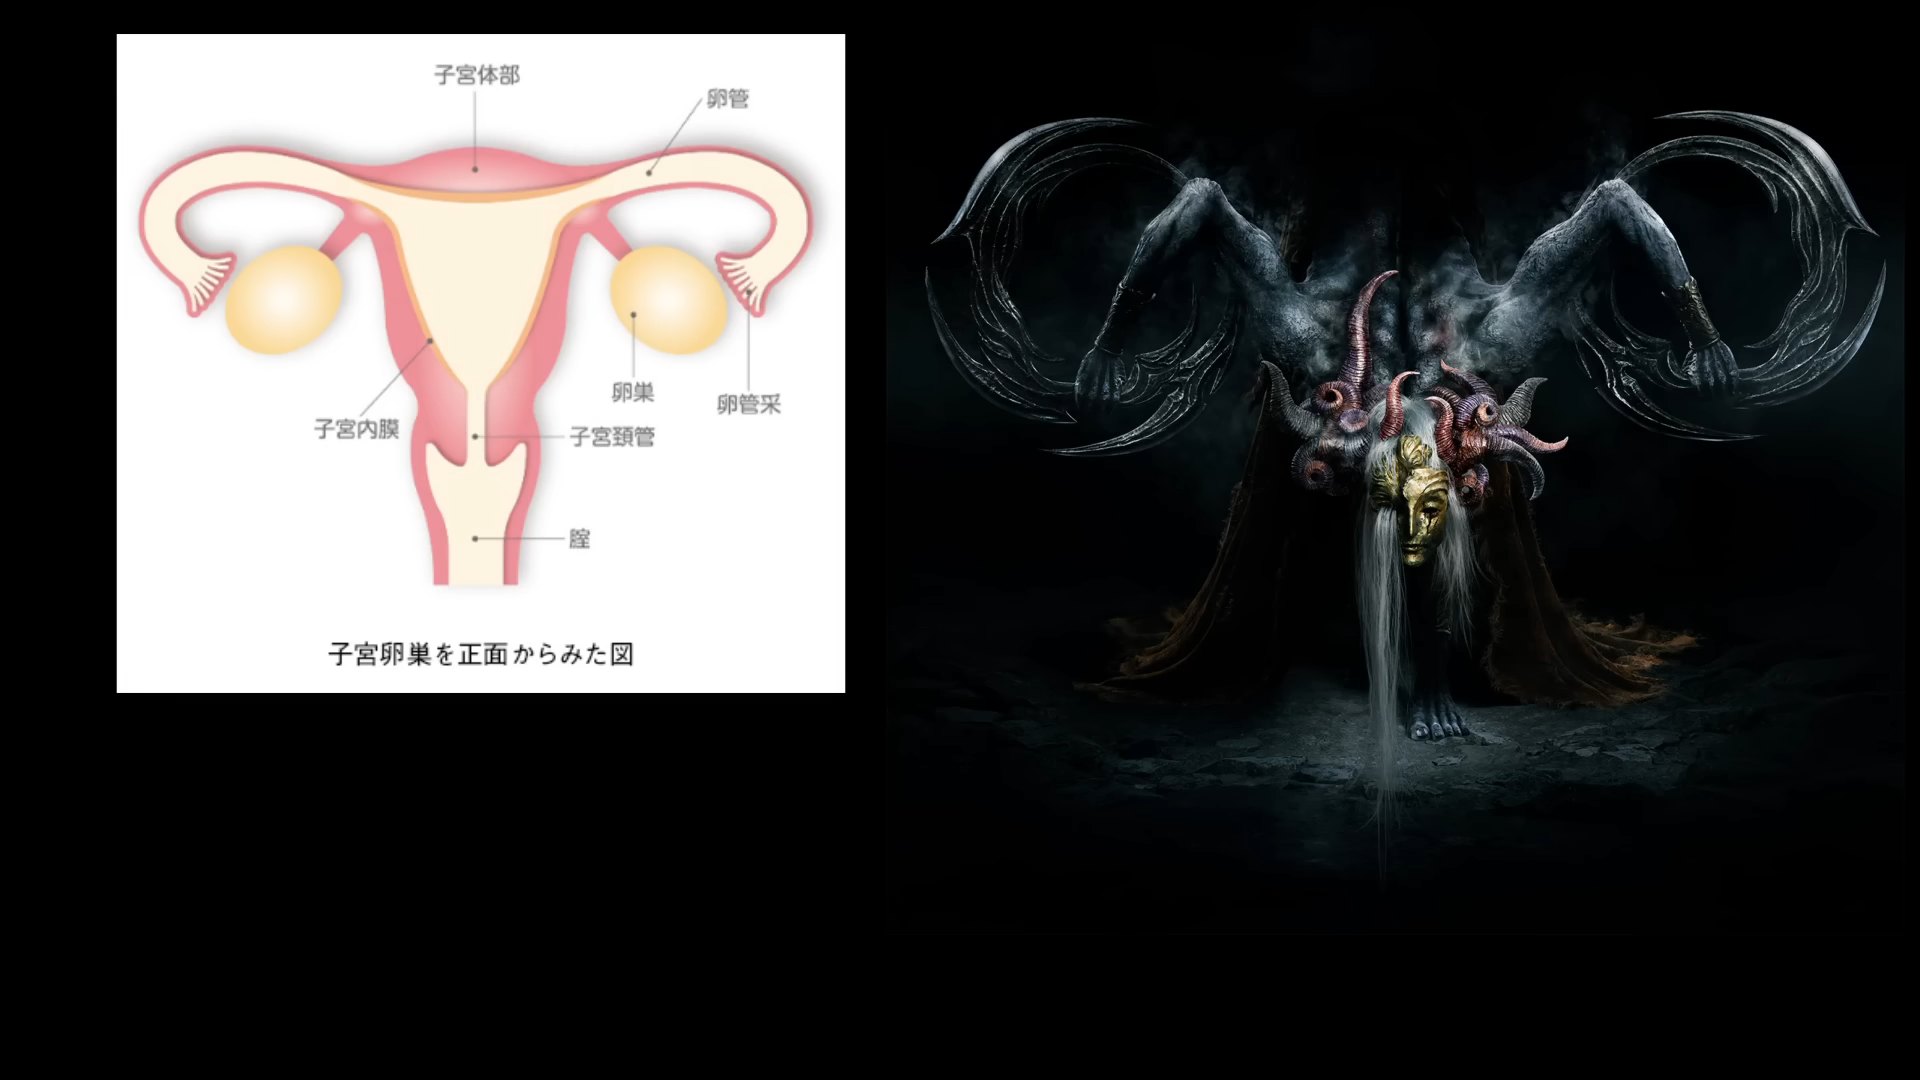 子宮体部
卵管
卵巣
卵管采
子宮内膜
子宮頚管
腟
子宮卵巣を正面からみた図